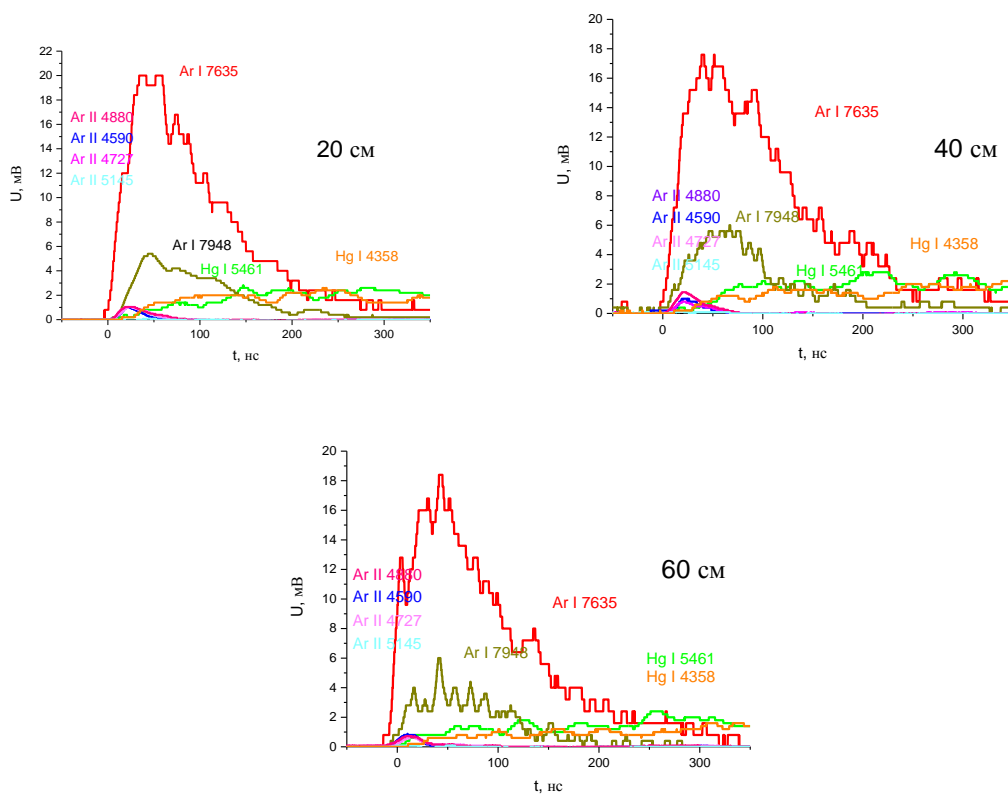 22
20
18
16
14
12
10
8
6
4
2
0
U, мВ
Ar I 7635
Ar II 4880
Ar II 4590
Ar II 4727
Ar II 5145
20 см
Ar I 7948
Hg I 5461
Hg I 4358
0 100 200 300
t, нс
20
18
16
14
12
10
8
6
4
2
0
U, мВ
40 см
Ar I 7635
Ar II 4880
Ar II 4590
Ar II 4727
Ar II 5145
Ar I 7948
Hg I 4358
Hg I 5461
0 100 200 300
t, нс
20
18
16
14
12
10
8
6
4
2
0
U, мВ
60 см
Ar II 4880
Ar II 4590
Ar II 4727
Ar II 5145
Ar I 7635
Ar I 7948
Hg I 5461
Hg I 4358
0 100 200 300
t, нс